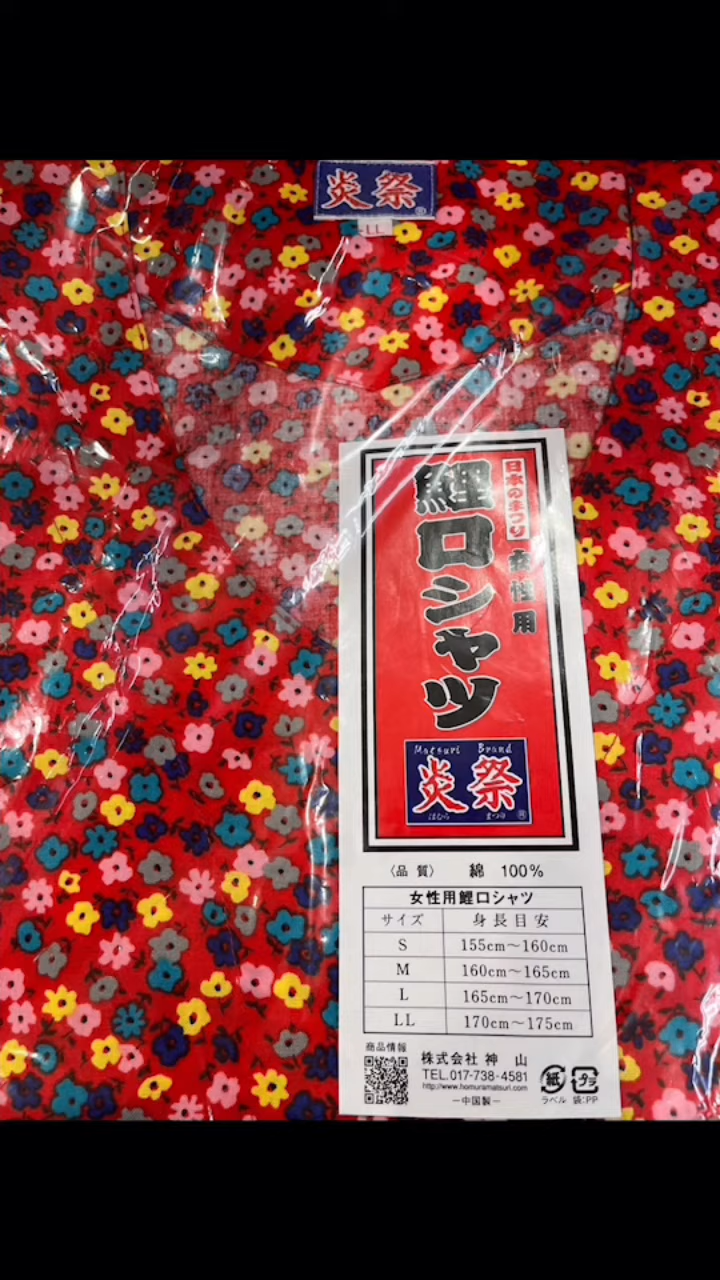 炎祭®
LL
日本のまつり 女性用
鯉口シャツ
Matsuri Brand
炎祭®
ほむら まつり
〈品質〉 綿 100%
女性用鯉口シャツ
サイズ 身長目安
S 155cm〜160cm
M 160cm〜165cm
L 165cm〜170cm
LL 170cm〜175cm
商品情報
株式会社 神 山
TEL.017-738-4581
http://www.homuramatsuri.com
−中国製−
紙 プラ
ラベル 袋:PP